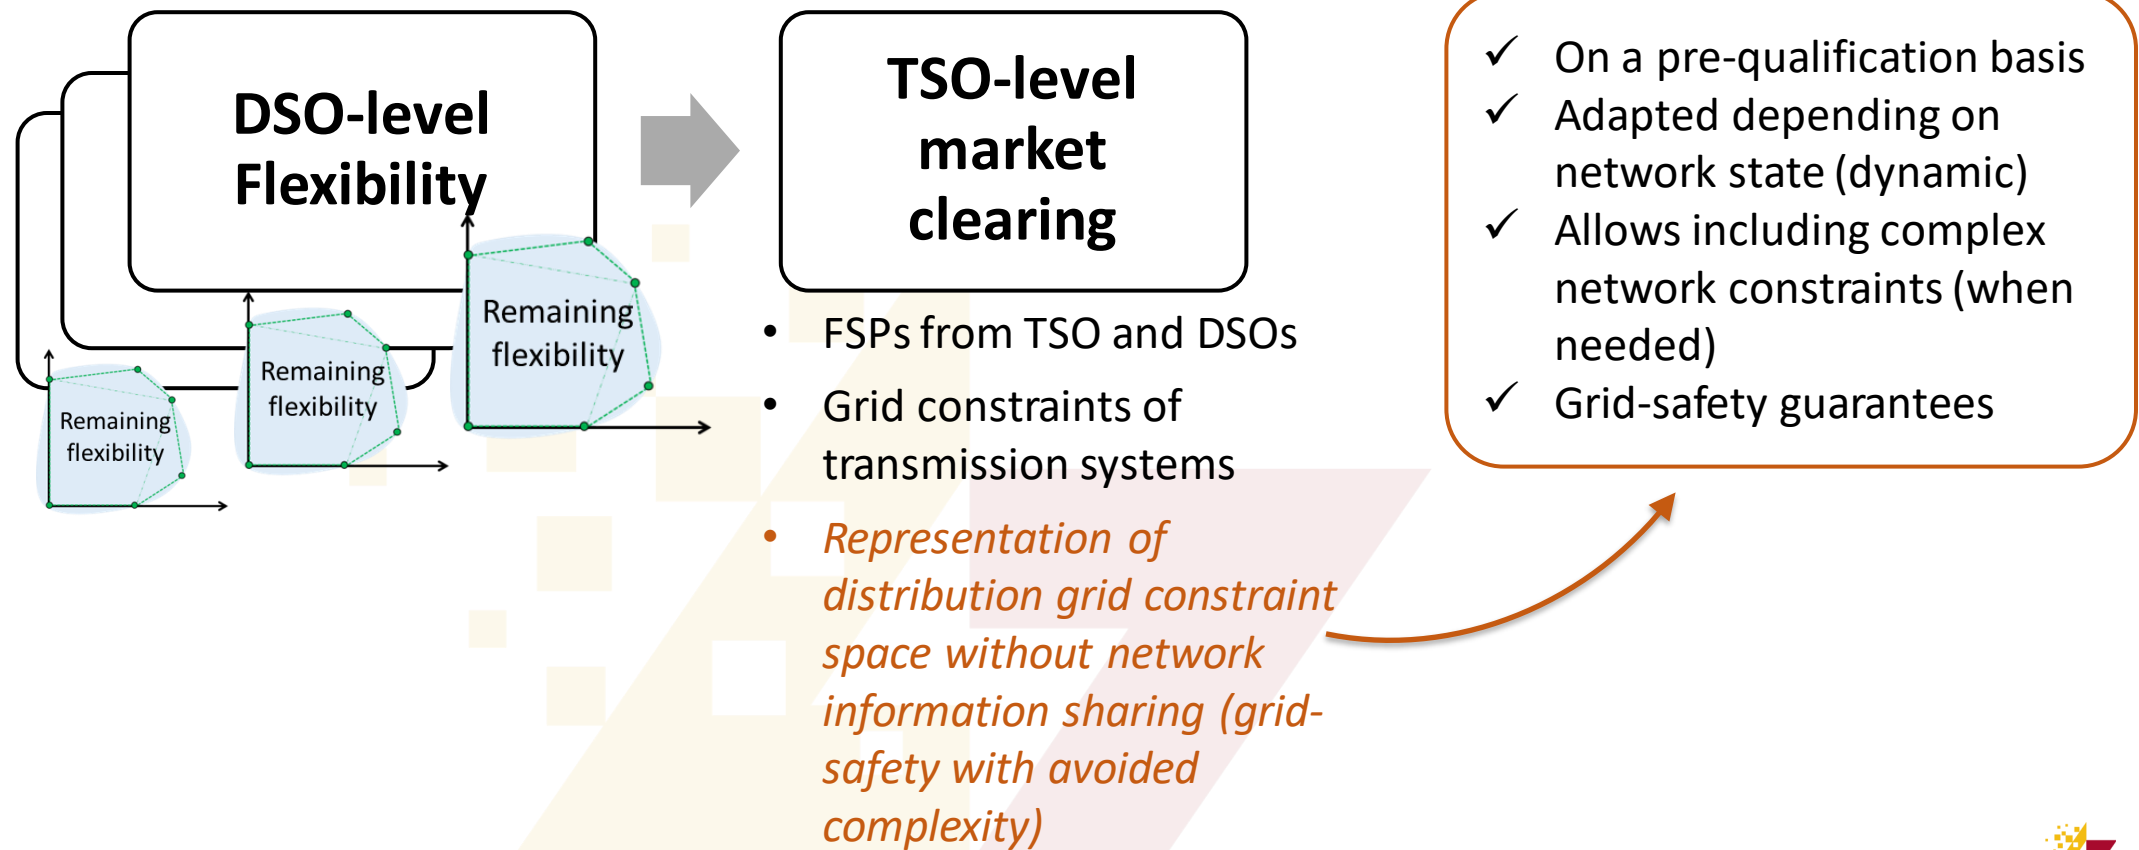 DSO-level
Flexibility
Remaining
flexibility
Remaining
flexibility
Remaining
flexibility
TSO-level
market
clearing
• FSPs from TSO and DSOs
• Grid constraints of
transmission systems
• Representation of
distribution grid constraint
space without network
information sharing (grid-
safety with avoided
complexity)
✓ On a pre-qualification basis
✓ Adapted depending on
network state (dynamic)
✓ Allows including complex
network constraints (when
needed)
✓ Grid-safety guarantees